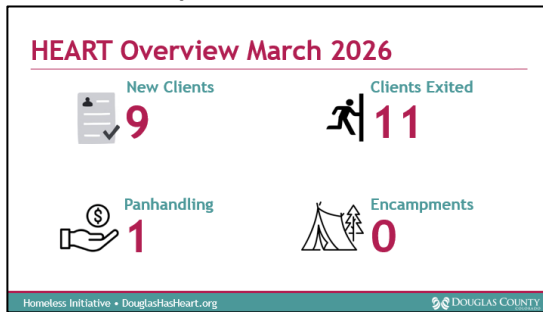 HEART Overview March 2026
New Clients
9
Clients Exited
11
Panhandling
1
Encampments
0
Homeless Initiative • DouglasHasHeart.org
DOUGLAS COUNTY
COLORADO